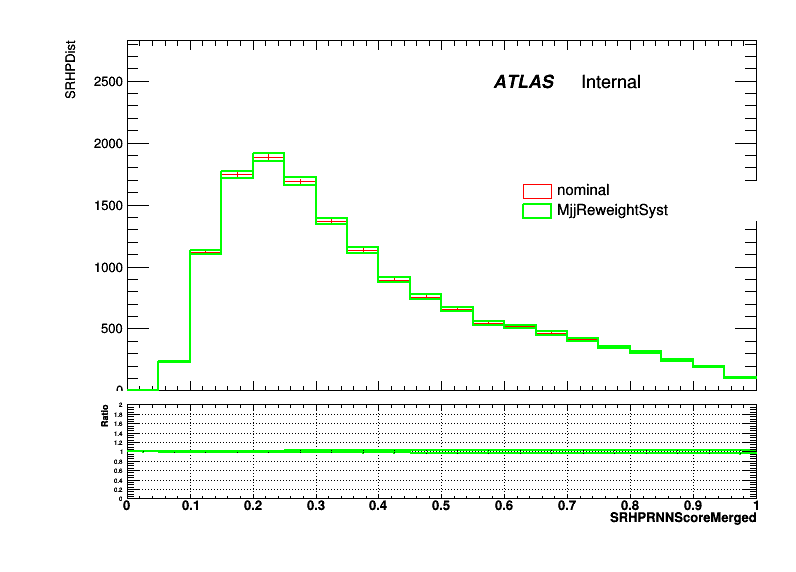 SRHPDist
2500
2000
1500
1000
500
0
ATLAS Internal
nominal
MjjReweightSyst
Ratio
2
1.8
1.6
1.4
1.2
1
0.8
0.6
0.4
0.2
0
0 0.1 0.2 0.3 0.4 0.5 0.6 0.7 0.8 0.9 1
SRHPRNNScoreMerged